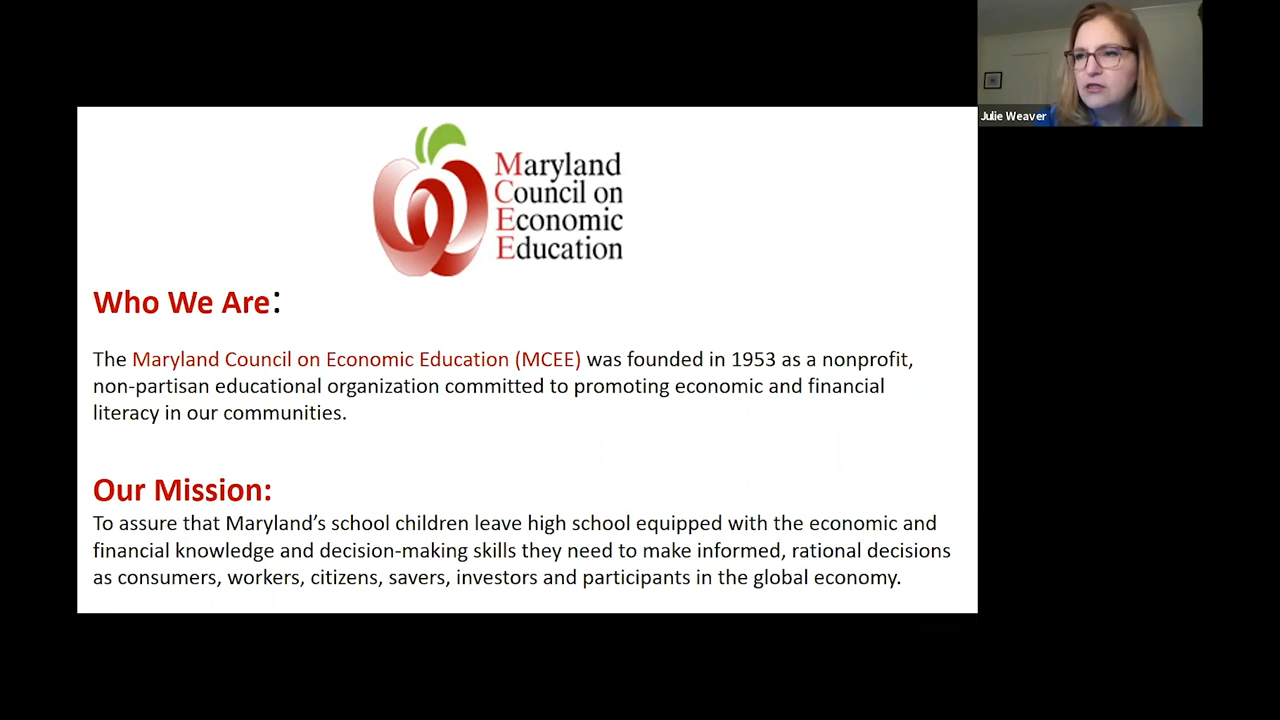 Maryland
Council on
Economic
Education
Julie Weaver
Who We Are:
The Maryland Council on Economic Education (MCEE) was founded in 1953 as a nonprofit,
non-partisan educational organization committed to promoting economic and financial
literacy in our communities.
Our Mission:
To assure that Maryland’s school children leave high school equipped with the economic and
financial knowledge and decision-making skills they need to make informed, rational decisions
as consumers, workers, citizens, savers, investors and participants in the global economy.